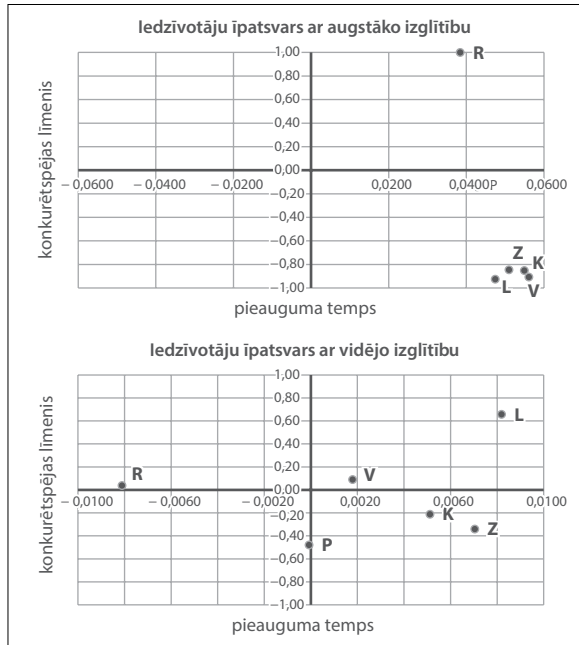 Iedzīvotāju īpatsvars ar augstāko izglītību
1,00
R
0,80
0,60
0,40
0,20
0,00
−0,0600 −0,0400 −0,0200 0,0200 0,0400P 0,0600
−0,20
−0,40
−0,60
−0,80
Z K
−1,00
L V
konkurētspējas līmenis
pieauguma temps
Iedzīvotāju īpatsvars ar vidējo izglītību
1,00
0,80
L
0,60
0,40
0,20
R V
0,00
−0,0100 −0,0060 −0,0002 0,0020 0,0060 0,0100
−0,20
K
−0,40
Z
P
−0,60
−0,80
−1,00
konkurētspējas līmenis
pieauguma temps